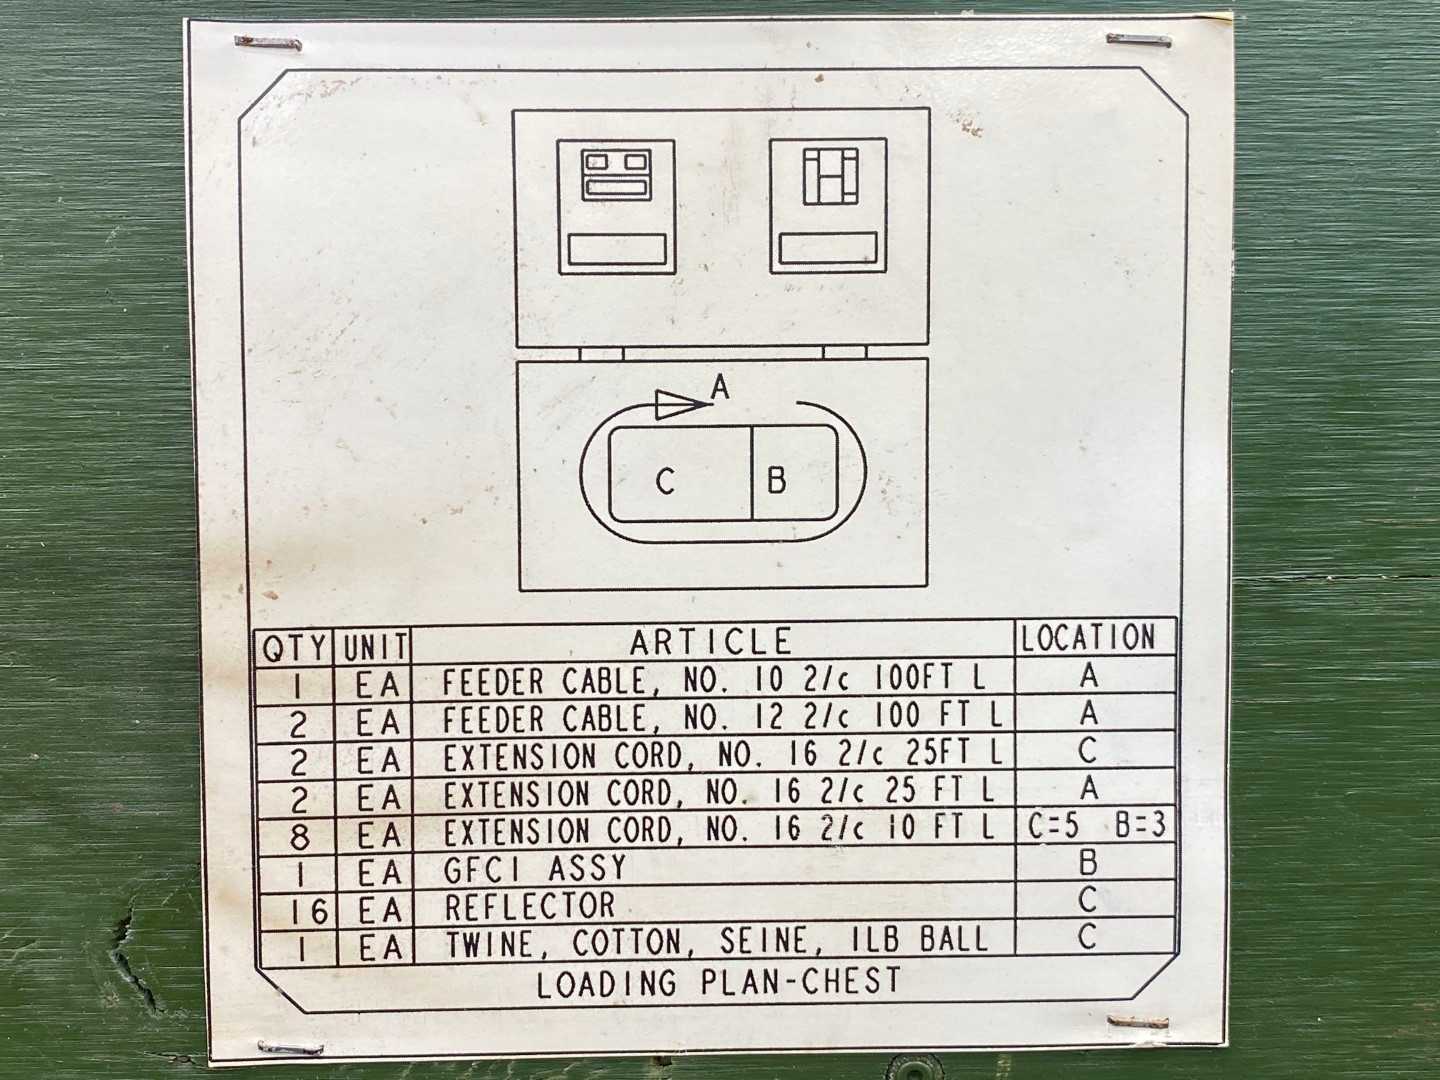 A
C B
QTY UNIT ARTICLE LOCATION
1 EA FEEDER CABLE, NO. 10 2/c 100FT L A
2 EA FEEDER CABLE, NO. 12 2/c 100 FT L A
2 EA EXTENSION CORD, NO. 16 2/c 25FT L C
2 EA EXTENSION CORD, NO. 16 2/c 25 FT L A
8 EA EXTENSION CORD, NO. 16 2/c 10 FT L C=5 B=3
1 EA GFCI ASSY B
16 EA REFLECTOR C
1 EA TWINE, COTTON, SEINE, 1LB BALL C
LOADING PLAN-CHEST